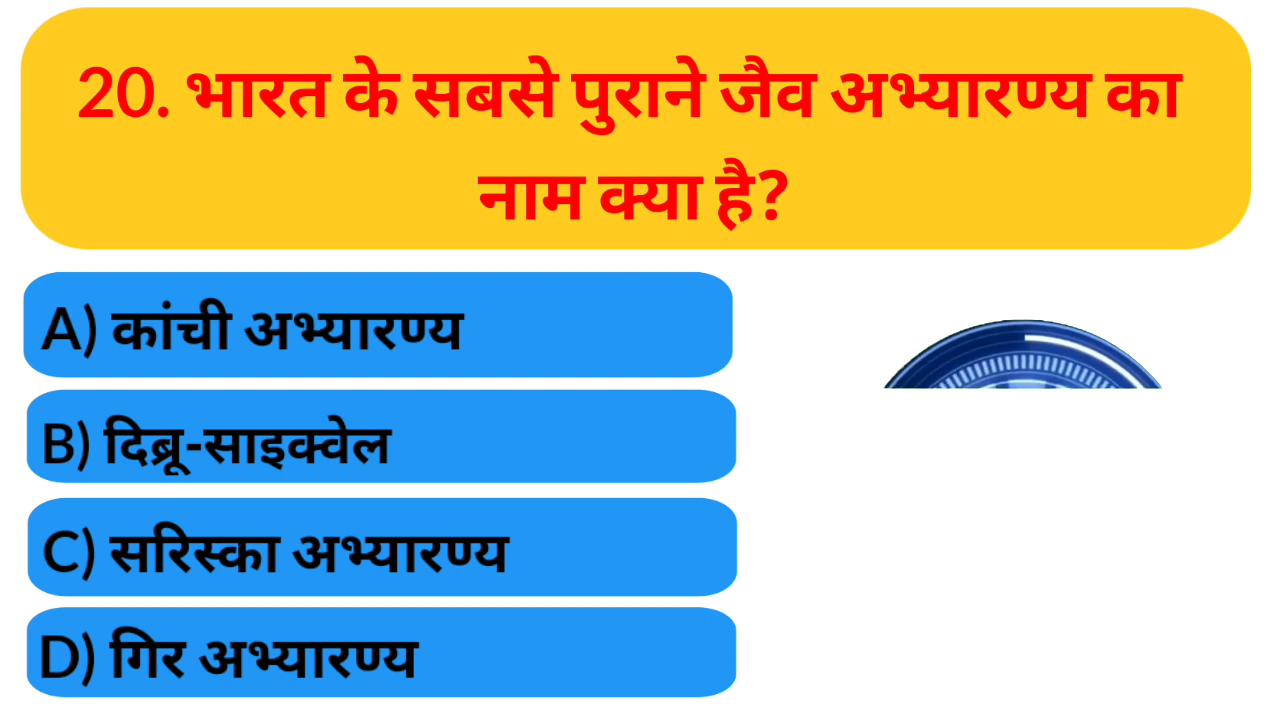 20. भारत के सबसे पुराने जैव अभ्यारण्य का
नाम क्या है?
A) कांची अभ्यारण्य
B) दिब्रू-साइक्वेल
C) सरिस्का अभ्यारण्य
D) गिर अभ्यारण्य